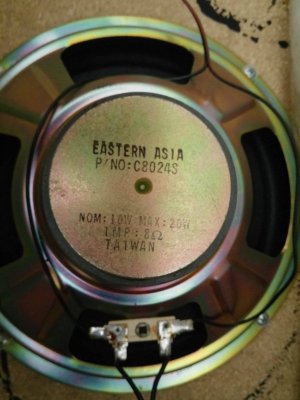 EASTERN ASIA
P/NO:C8024S
NOM:10W MAX:20W
IMP:8Ω
TAIWAN